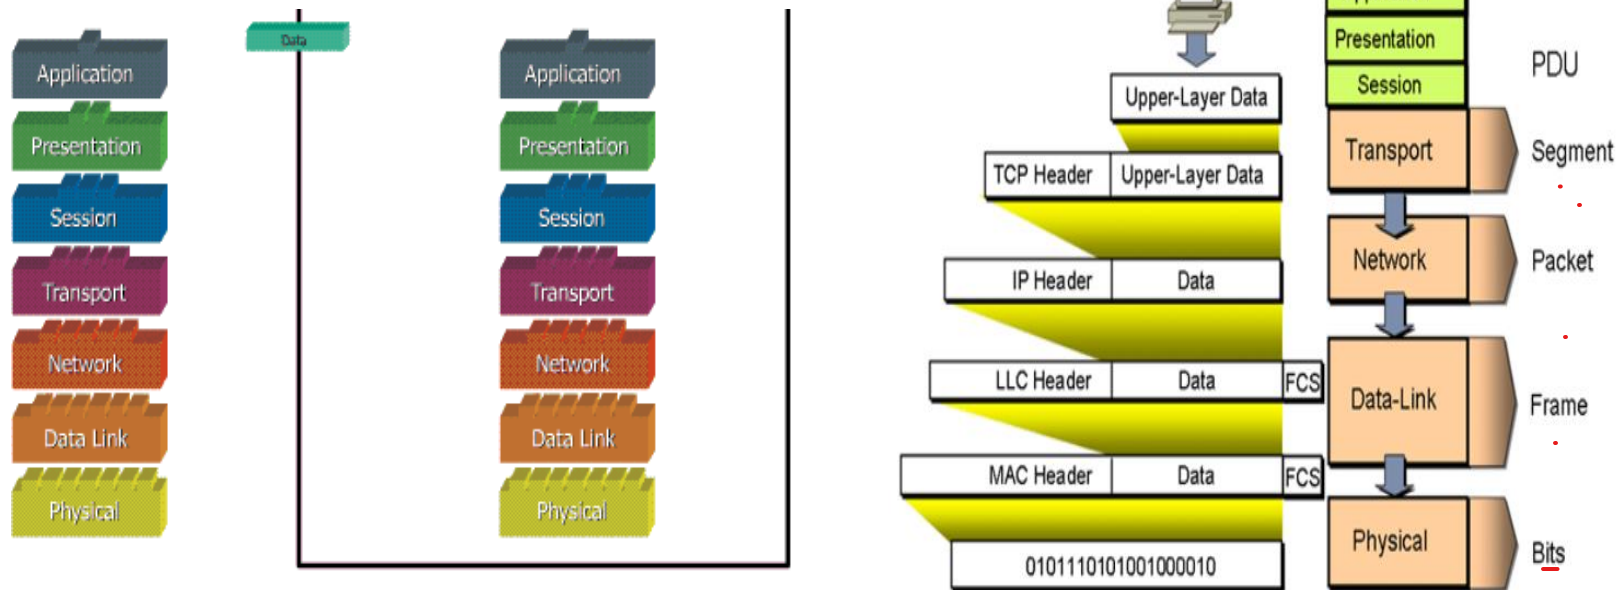 Data
Application
Presentation
Session
Transport
Network
Data Link
Physical
Application
Presentation
Session
Transport
Network
Data Link
Physical
Upper-Layer Data
TCP Header Upper-Layer Data
IP Header Data
LLC Header Data FCS
MAC Header Data FCS
0101110101001000010
Presentation
Session
Transport
Network
Data-Link
Physical
PDU
Segment
Packet
Frame
Bits